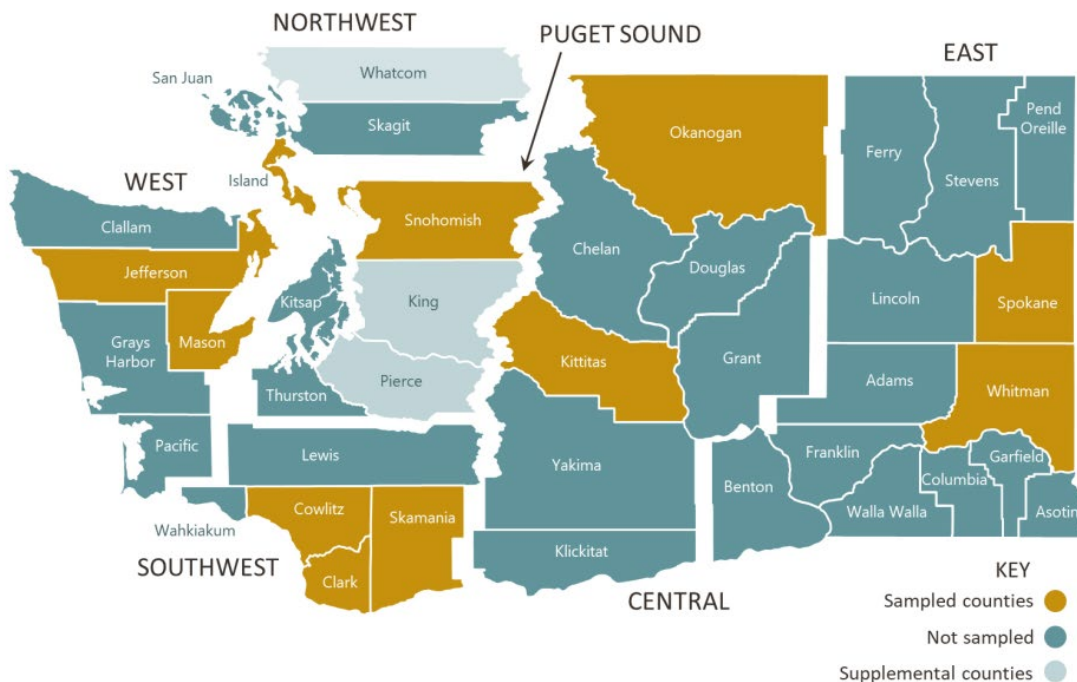 NORTHWEST
PUGET SOUND
EAST
Whatcom
San Juan
Skagit
Okanogan
Pend
Oreille
Ferry
Stevens
WEST
Island
Clallam
Snohomish
Chelan
Douglas
Jefferson
King
Kitsap
Lincoln
Spokane
Mason
Grays
Harbor
Kittitas
Grant
Pierce
Adams
Whitman
Thurston
Pacific
Lewis
Yakima
Franklin
Garfield
Columbia
Benton
Cowlitz
Skamania
Walla Walla
Asotin
Wahkiakum
Klickitat
SOUTHWEST
Clark
CENTRAL
KEY
Sampled counties
Not sampled
Supplemental counties